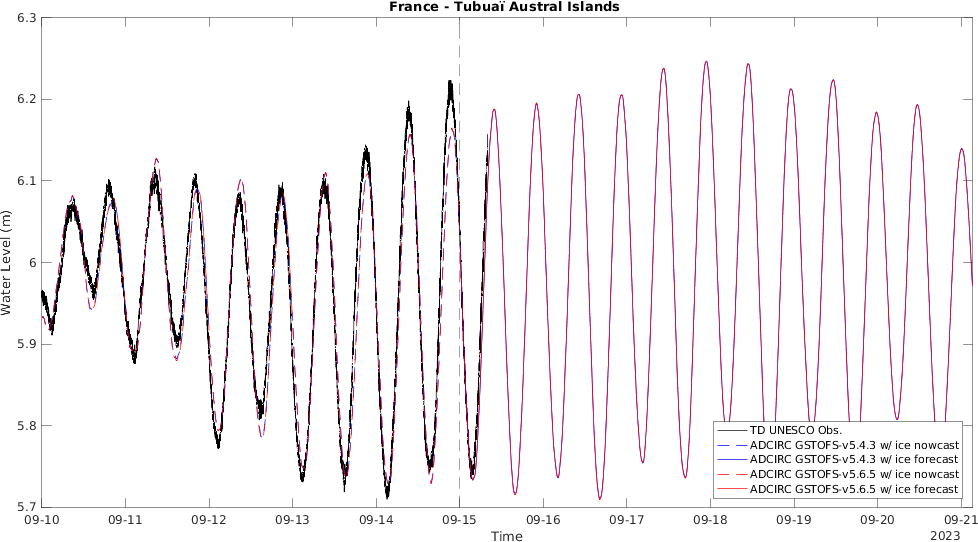 France - Tubuaï Austral Islands
6.3
6.2
6.1
6
5.9
5.8
5.7
Water Level (m)
TD UNESCO Obs.
ADCIRC GSTOFS-v5.4.3 w/ ice nowcast
ADCIRC GSTOFS-v5.4.3 w/ ice forecast
ADCIRC GSTOFS-v5.6.5 w/ ice nowcast
ADCIRC GSTOFS-v5.6.5 w/ ice forecast
09-10 09-11 09-12 09-13 09-14 09-15 09-16 09-17 09-18 09-19 09-20 09-21
Time
2023